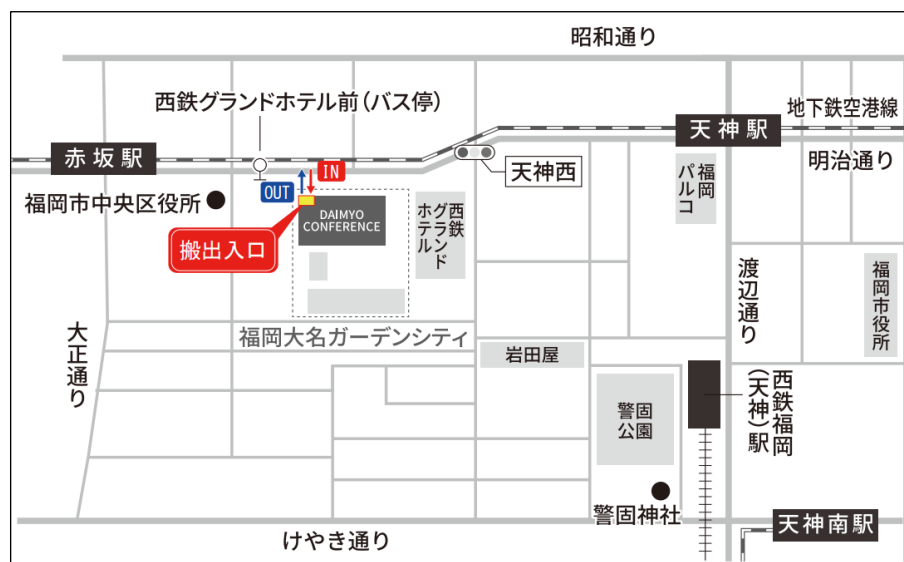 昭和通り
西鉄グランドホテル前(バス停)
地下鉄空港線
天神駅
赤坂駅
明治通り
天神西
福岡
パルコ
IN
OUT
福岡市中央区役所
DAIMYO
CONFERENCE
西鉄
グランド
ホテル
搬出入口
渡辺通り
福岡市役所
大正通り
福岡大名ガーデンシティ
岩田屋
西鉄福岡
(天神)駅
警固
公園
警固神社
天神南駅
けやき通り